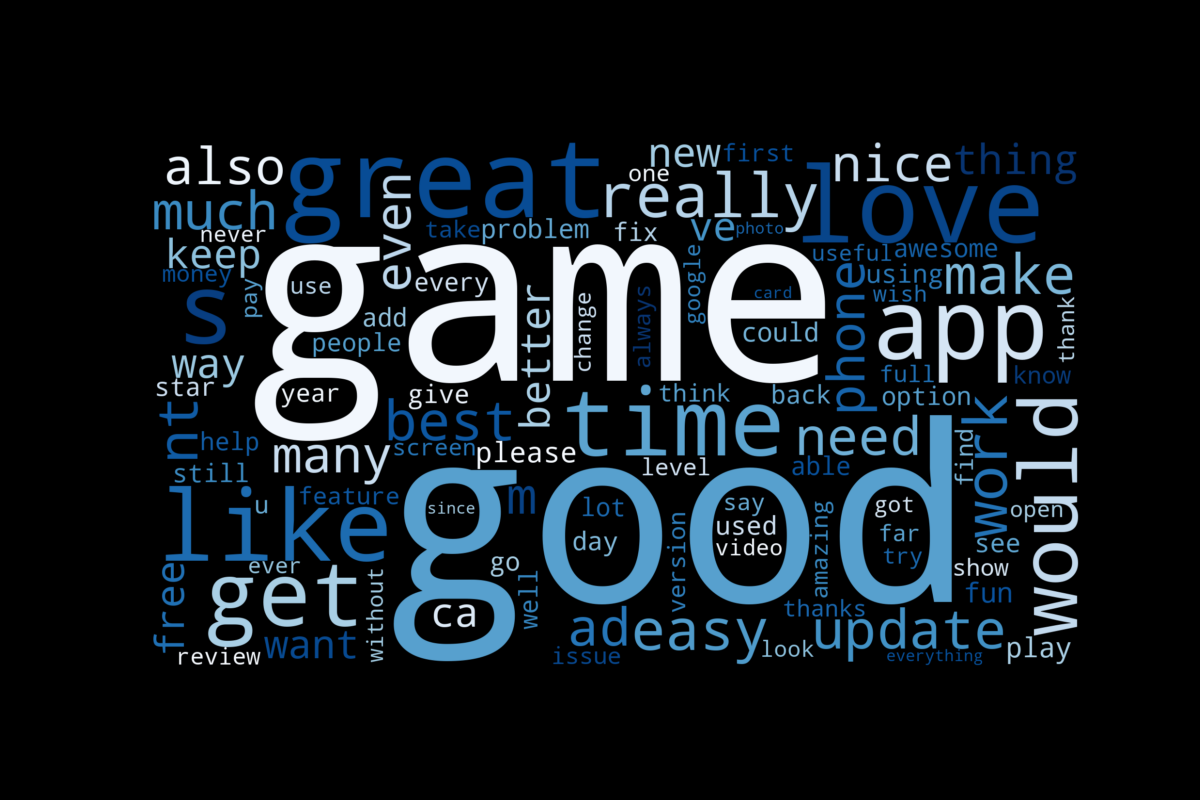 also
great
new
first
nice
thing
one
really
love
much
even
never
take
problem
fix
ve
photo
keep
money
game
useful
awesome
s
pay
use
every
google
card
using
make
wish
phone
add
people
better
change
always
could
app
thank
way
star
year
give
think
back
full
option
know
nt
help
best
time
need
work
would
many
screen
please
level
able
find
still
like
u
feature
good
since
m
lot
day
say
used
video
got
far
try
open
see
amazing
version
free
ever
get
without
go
well
ca
show
fun
thanks
want
review
ad
easy
issue
look
update
everything
play